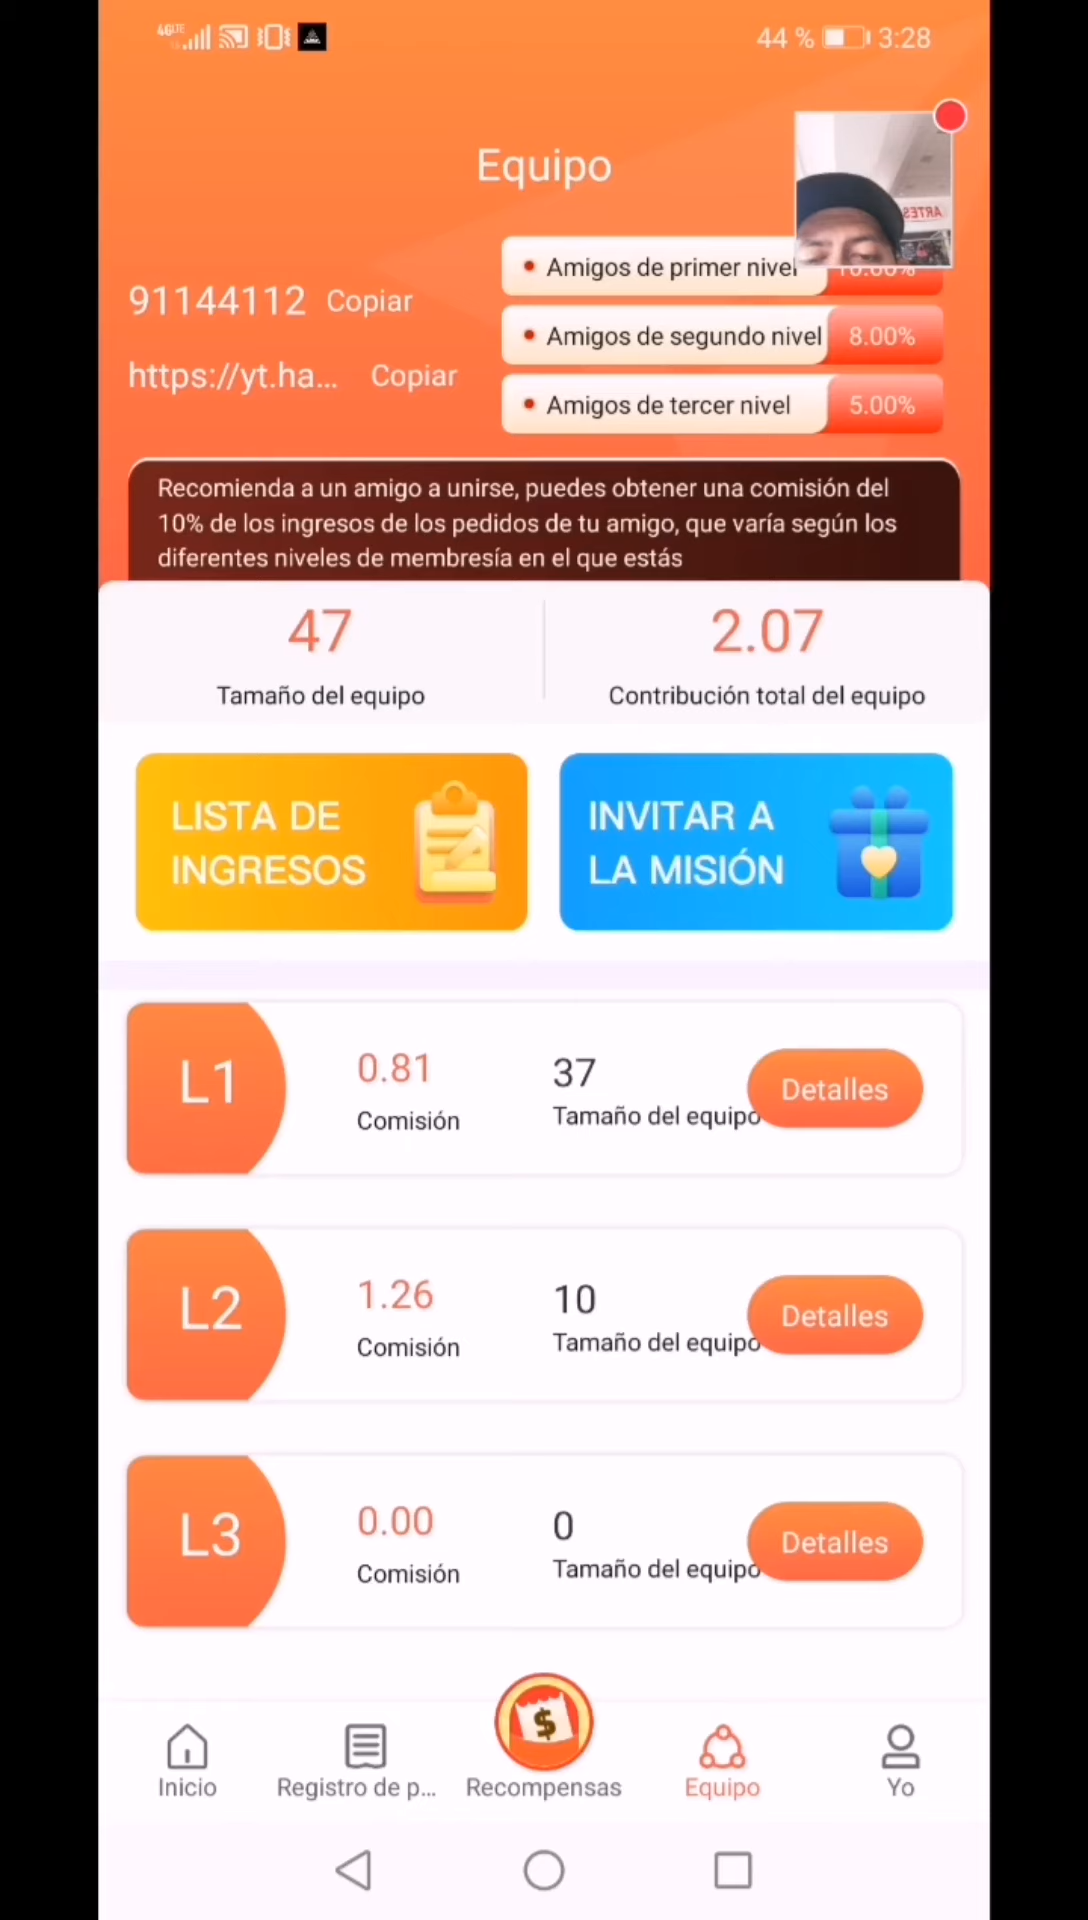 4G LTE
44 % 3:28
Equipo
ARTES
Amigos de primer nivel 10.00%
91144112 Copiar
Amigos de segundo nivel 8.00%
https://yt.ha... Copiar
Amigos de tercer nivel 5.00%
Recomienda a un amigo a unirse, puedes obtener una comisión del
10% de los ingresos de los pedidos de tu amigo, que varía según los
diferentes niveles de membresía en el que estás
47 2.07
Tamaño del equipo Contribución total del equipo
LISTA DE
INGRESOS
INVITAR A
LA MISIÓN
L1
0.81 37
Comisión Tamaño del equipo
Detalles
L2
1.26 10
Comisión Tamaño del equipo
Detalles
L3
0.00 0
Comisión Tamaño del equipo
Detalles
Inicio Registro de p... Recompensas Equipo Yo